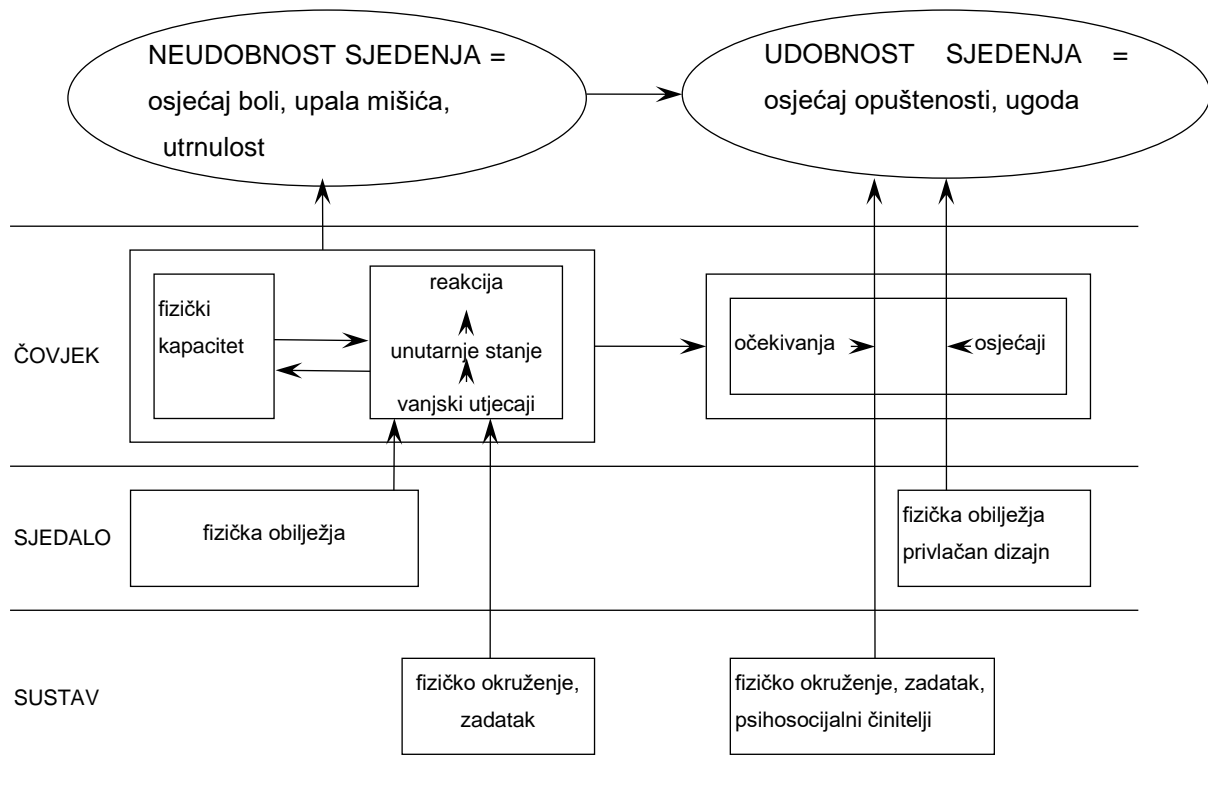 NEUDOBNOST SJEDENJA =
osjećaj boli, upala mišića,
utrnulost
UDOBNOST SJEDENJA =
osjećaj opuštenosti, ugoda
ČOVJEK
fizički
kapacitet
reakcija
unutarnje stanje
vanjski utjecaji
očekivanja
osjećaji
SJEDALO
fizička obilježja
fizička obilježja
privlačan dizajn
SUSTAV
fizičko okruženje,
zadatak
fizičko okruženje, zadatak,
psihosocijalni činitelji